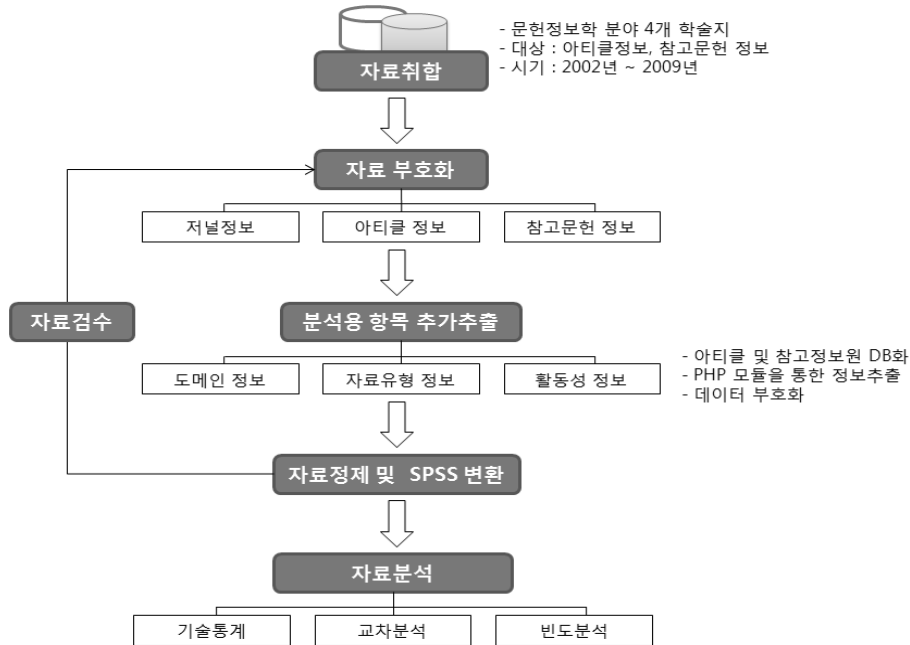 - 문헌정보학 분야 4개 학술지
- 대상 : 아티클정보, 참고문헌 정보
- 시기 : 2002년 ~ 2009년
자료취합
자료 부호화
저널정보
아티클 정보
참고문헌 정보
자료검수
분석용 항목 추가추출
도메인 정보
자료유형 정보
활동성 정보
- 아티클 및 참고정보원 DB화
- PHP 모듈을 통한 정보추출
- 데이터 부호화
자료정제 및 SPSS 변환
자료분석
기술통계
교차분석
빈도분석